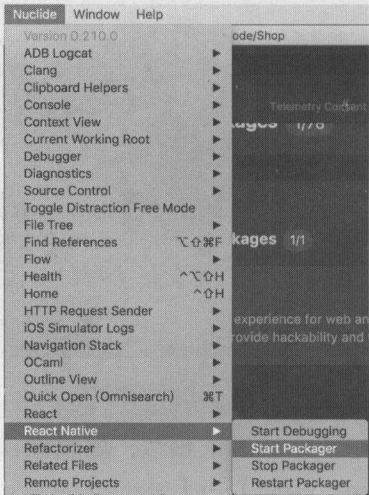 Nuclide Window Help
Version 0.210.0
ode/Shop
ADB Logcat
Clang
Clipboard Helpers
Console
Telemetry Consent
Context View
ages 1/76
Current Working Root
Debugger
Diagnostics
Source Control
Toggle Distraction Free Mode
File Tree
Find References ⌥⇧⌘F
kages 1/1
Flow
Health ^⌥⇧H
Home ^⇧H
HTTP Request Sender
experience for web an
iOS Simulator Logs
rovide hackability and
Navigation Stack
OCaml
Outline View
Quick Open (Omnisearch) ⌘T
React
React Native
Start Debugging
Refactorizer
Start Packager
Related Files
Stop Packager
Remote Projects
Restart Packager